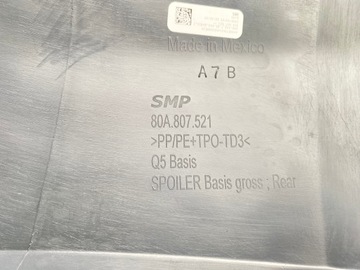 Made in Mexico
A 7 B
SMP
80A.807.521
>PP/PE+TPO-TD3<
Q5 Basis
SPOILER Basis gross ; Rear